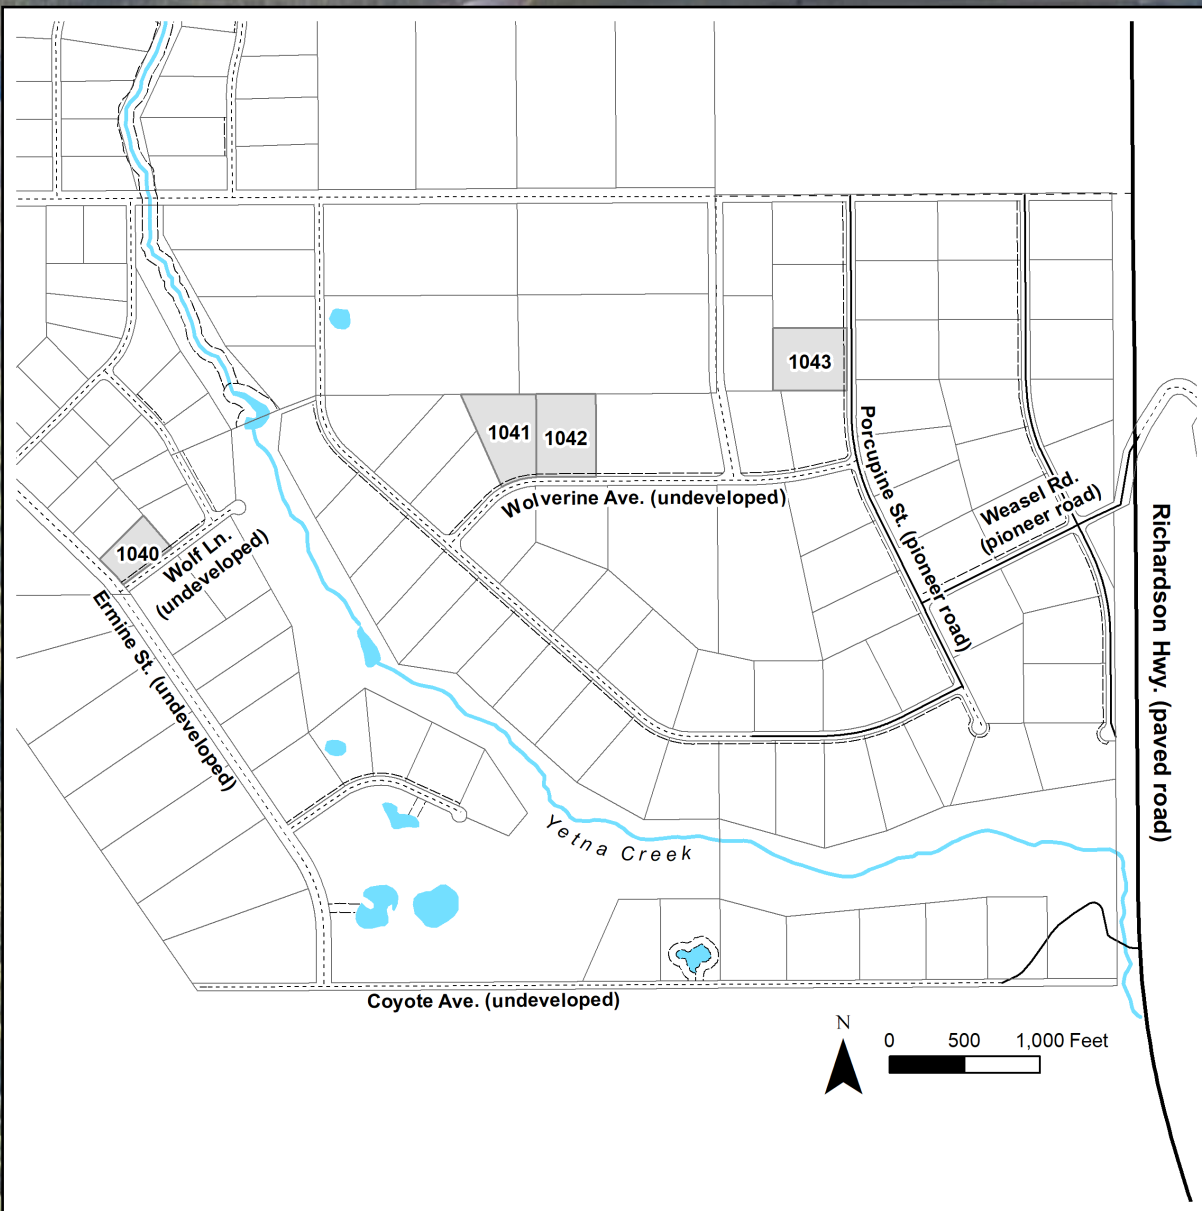 1043
1041
1042
Wolverine Ave. (undeveloped)
Porcupine St. (pioneer road)
Weasel Rd.
(pioneer road)
Richardson Hwy. (paved road)
1040
Wolf Ln.
(undeveloped)
Ermine St. (undeveloped)
Yetna Creek
Coyote Ave. (undeveloped)
N
0 500 1,000 Feet